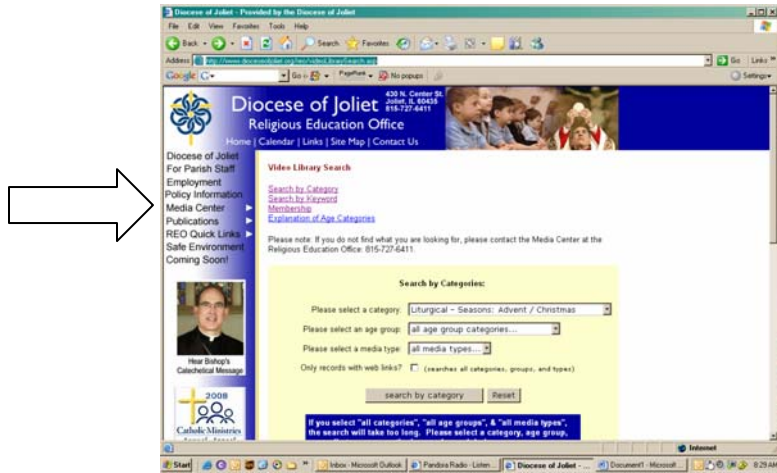 Diocese of Joliet - Provided by the Diocese of Joliet
File Edit View Favorites Tools Help
Back Search Favorites
Address
Google Go PageRank No popups Settings
Go Links
Diocese of Joliet
430 N. Center St.
Joliet, IL 60435
815-727-6411
Religious Education Office
Home | Calendar | Links | Site Map | Contact Us
Diocese of Joliet
For Parish Staff
Employment
Policy Information
Media Center
Publications
REO Quick Links
Safe Environment
Coming Soon!
Hear Bishop's
Catechetical Message
2008
Catholic Ministries
Video Library Search
Search by Category
Search by Keyword
Membership
Explanation of Age Categories
Please note: If you do not find what you are looking for, please contact the Media Center at the
Religious Education Office: 815-727-6411.
Search by Categories:
Please select a category: Liturgical - Seasons: Advent / Christmas
Please select an age group: all age group categories...
Please select a media type: all media types...
Only records with web links? (searches all categories, groups, and types)
search by category Reset
If you select "all categories", "all age groups", & "all media types",
the search will take too long. Please select a category, age group,
Internet
Start Inbox - Microsoft Outlook Pandora Radio - Listen ... Diocese of Joliet - ... Document1 - Microsoft ... 8:29 AM